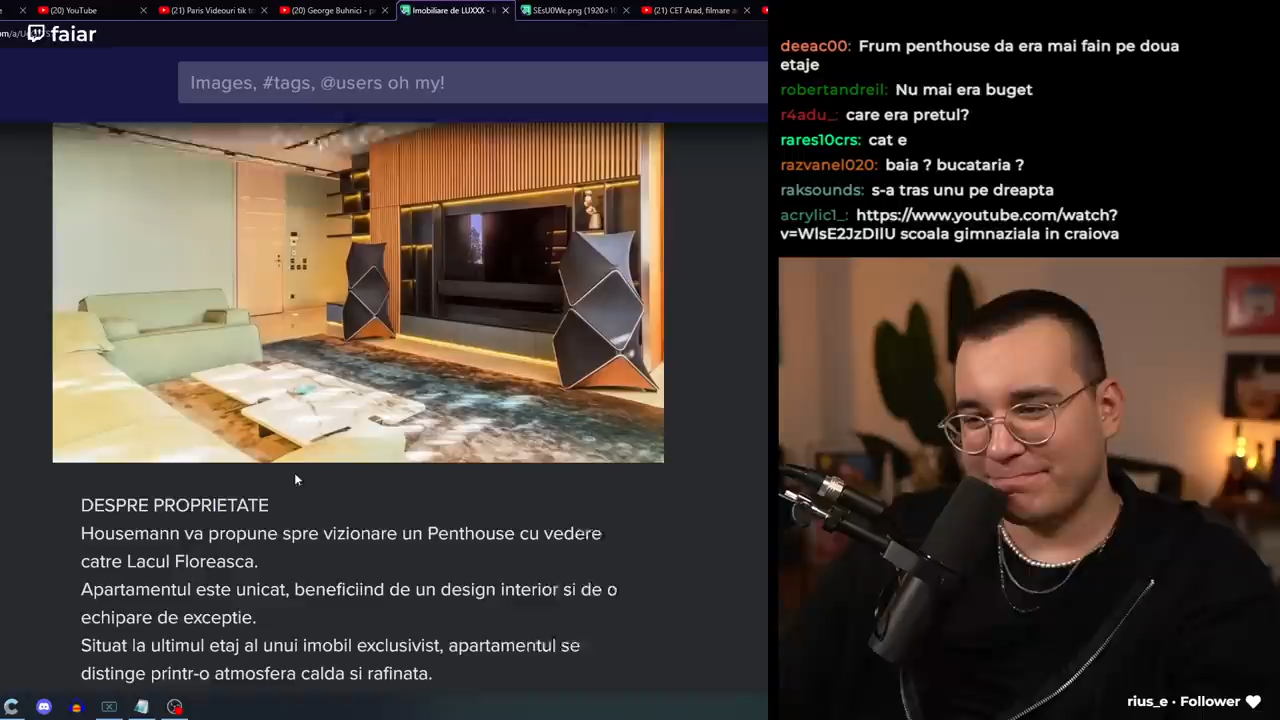 (20) YouTube
(21) Paris Videouri tik t
(20) George Buhnici - p
Imobiliare de LUXXX - i
SEsU0We.png (1920×10
(21) CET Arad, filmare a
faiar
Images, #tags, @users oh my!
DESPRE PROPRIETATE
Housemann va propune spre vizionare un Penthouse cu vedere
catre Lacul Floreasca.
Apartamentul este unicat, beneficiind de un design interior si de o
echipare de exceptie.
Situat la ultimul etaj al unui imobil exclusivist, apartamentul se
distinge printr-o atmosfera calda si rafinata.
deeac00: Frum penthouse da era mai fain pe doua
etaje
robertandreil: Nu mai era buget
r4adu_: care era pretul?
rares10crs: cat e
razvanel020: baia ? bucataria ?
raksounds: s-a tras unu pe dreapta
acrylic1_: https://www.youtube.com/watch?
v=WlsE2JzDIlU scoala gimnaziala in craiova
rius_e · Follower